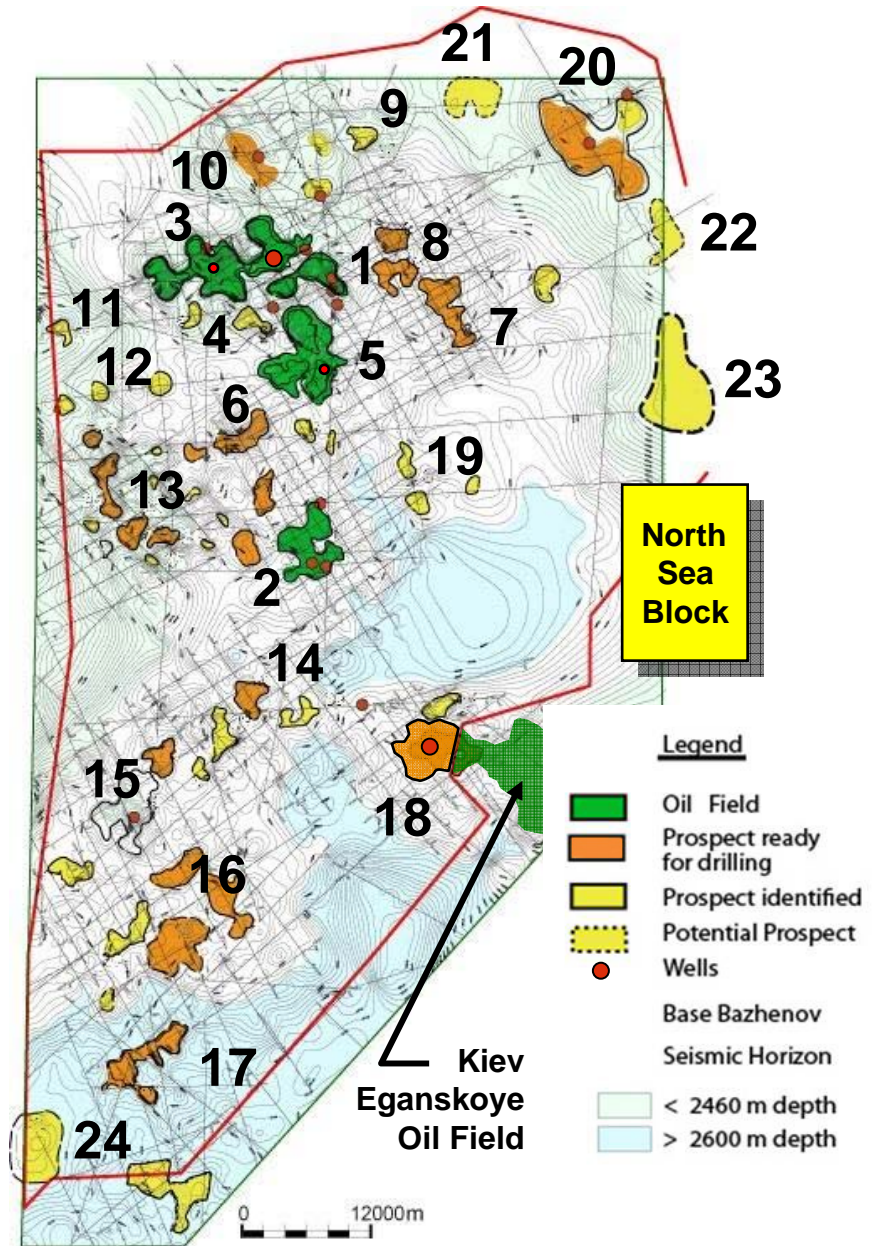 21
20
9
10
3
8
22
1
11
4
7
12
5
23
6
19
13
North
Sea
Block
2
14
15
18
16
Legend
Oil Field
Prospect ready
for drilling
Prospect identified
Potential Prospect
Wells
Base Bazhenov
Seismic Horizon
< 2460 m depth
> 2600 m depth
17
Kiev
Eganskoye
Oil Field
24
0 12000m